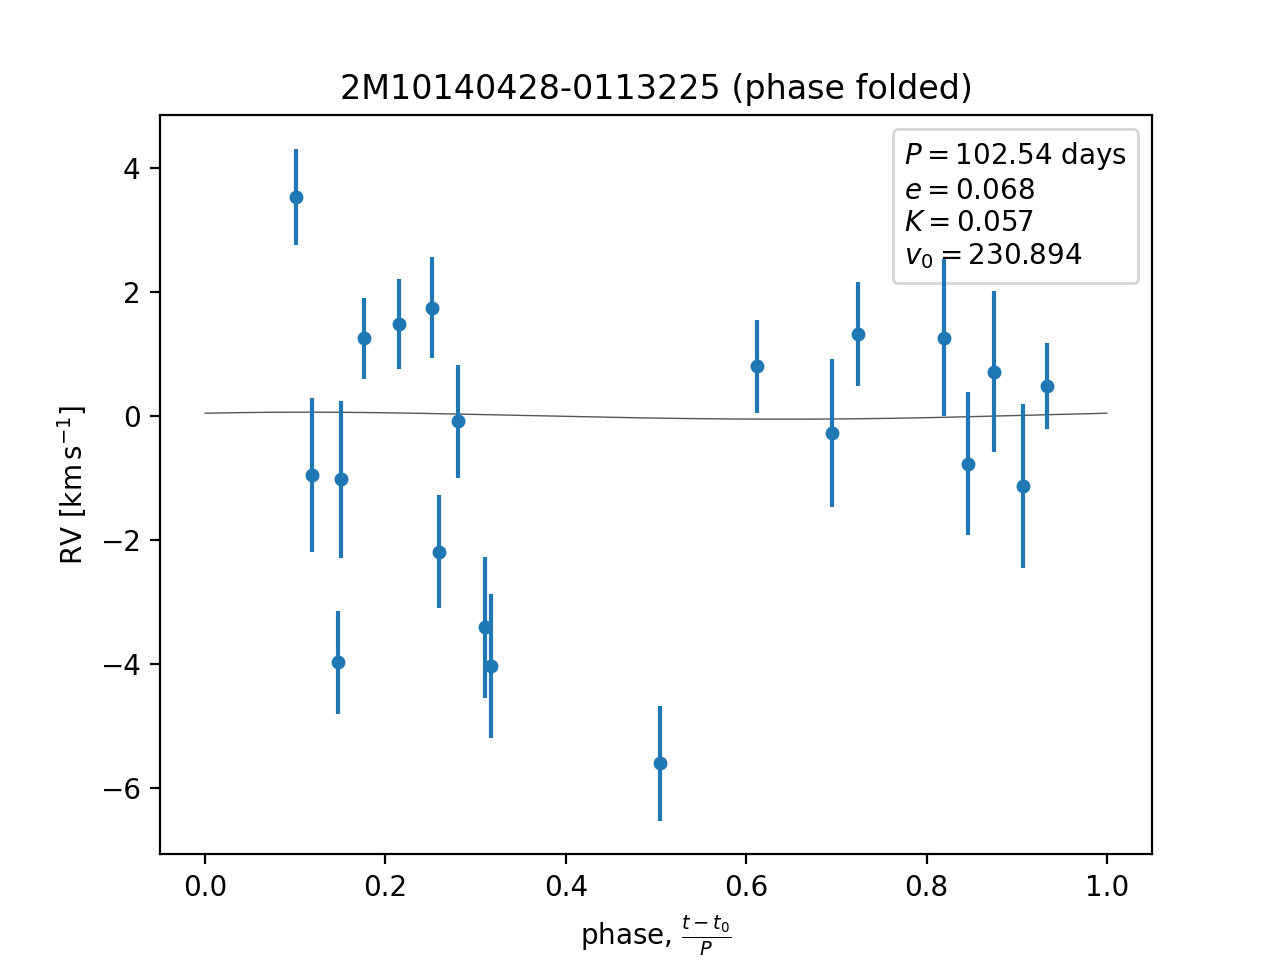 2M10140428-0113225 (phase folded)
P = 102.54 days
e = 0.068
K = 0.057
v₀ = 230.894
4
2
0
−2
−4
−6
RV [km s⁻¹]
0.0 0.2 0.4 0.6 0.8 1.0
phase, (t − t₀)/P